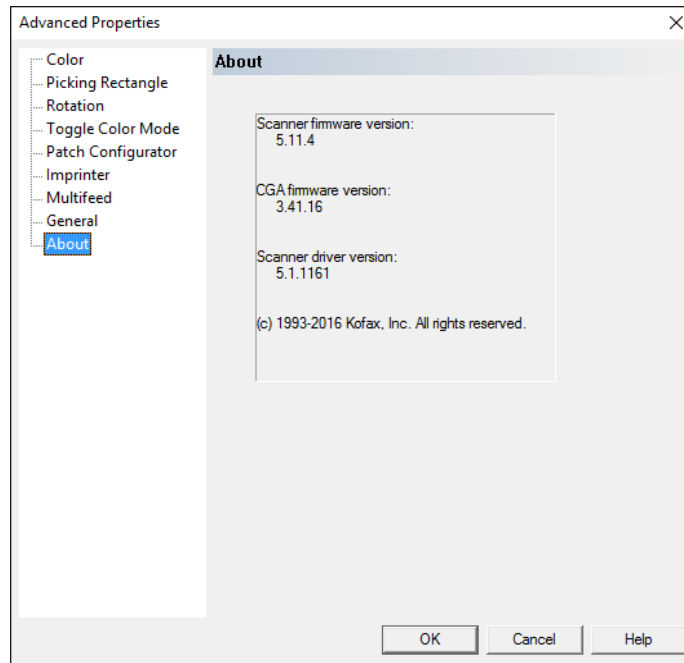 Advanced Properties
Color
Picking Rectangle
Rotation
Toggle Color Mode
Patch Configurator
Imprinter
Multifeed
General
About
About
Scanner firmware version:
5.11.4
CGA firmware version:
3.41.16
Scanner driver version:
5.1.1161
(c) 1993-2016 Kofax, Inc. All rights reserved.
OK
Cancel
Help